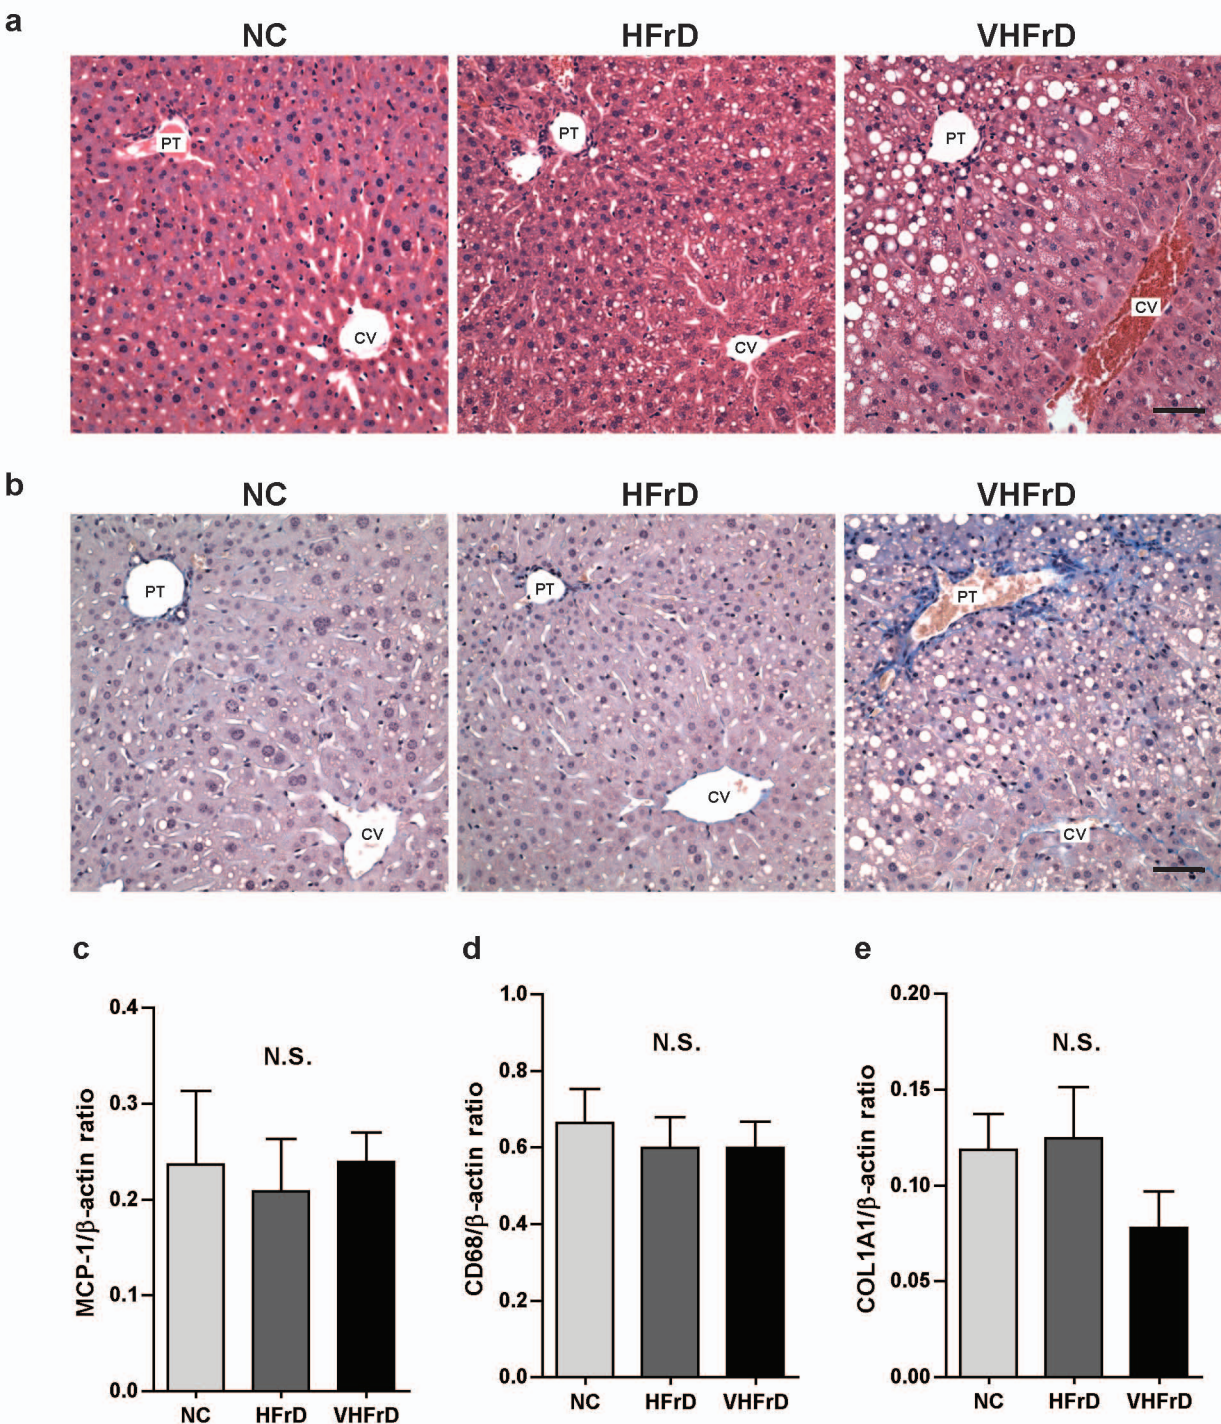 a
NC HFrD VHFrD
PT PT PT
CV CV CV
b
NC HFrD VHFrD
PT PT PT
CV CV CV
c
MCP-1/β-actin ratio
0.4
0.3
0.2
0.1
0.0
N.S.
NC HFrD VHFrD
d
CD68/β-actin ratio
1.0
0.8
0.6
0.4
0.2
0.0
N.S.
NC HFrD VHFrD
e
COL1A1/β-actin ratio
0.20
0.15
0.10
0.05
0.00
N.S.
NC HFrD VHFrD